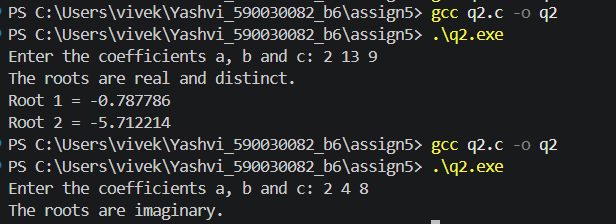 PS C:\Users\vivek\Yashvi_590030082_b6\assign5> gcc q2.c -o q2
PS C:\Users\vivek\Yashvi_590030082_b6\assign5> .\q2.exe
Enter the coefficients a, b and c: 2 13 9
The roots are real and distinct.
Root 1 = -0.787786
Root 2 = -5.712214
PS C:\Users\vivek\Yashvi_590030082_b6\assign5> gcc q2.c -o q2
PS C:\Users\vivek\Yashvi_590030082_b6\assign5> .\q2.exe
Enter the coefficients a, b and c: 2 4 8
The roots are imaginary.